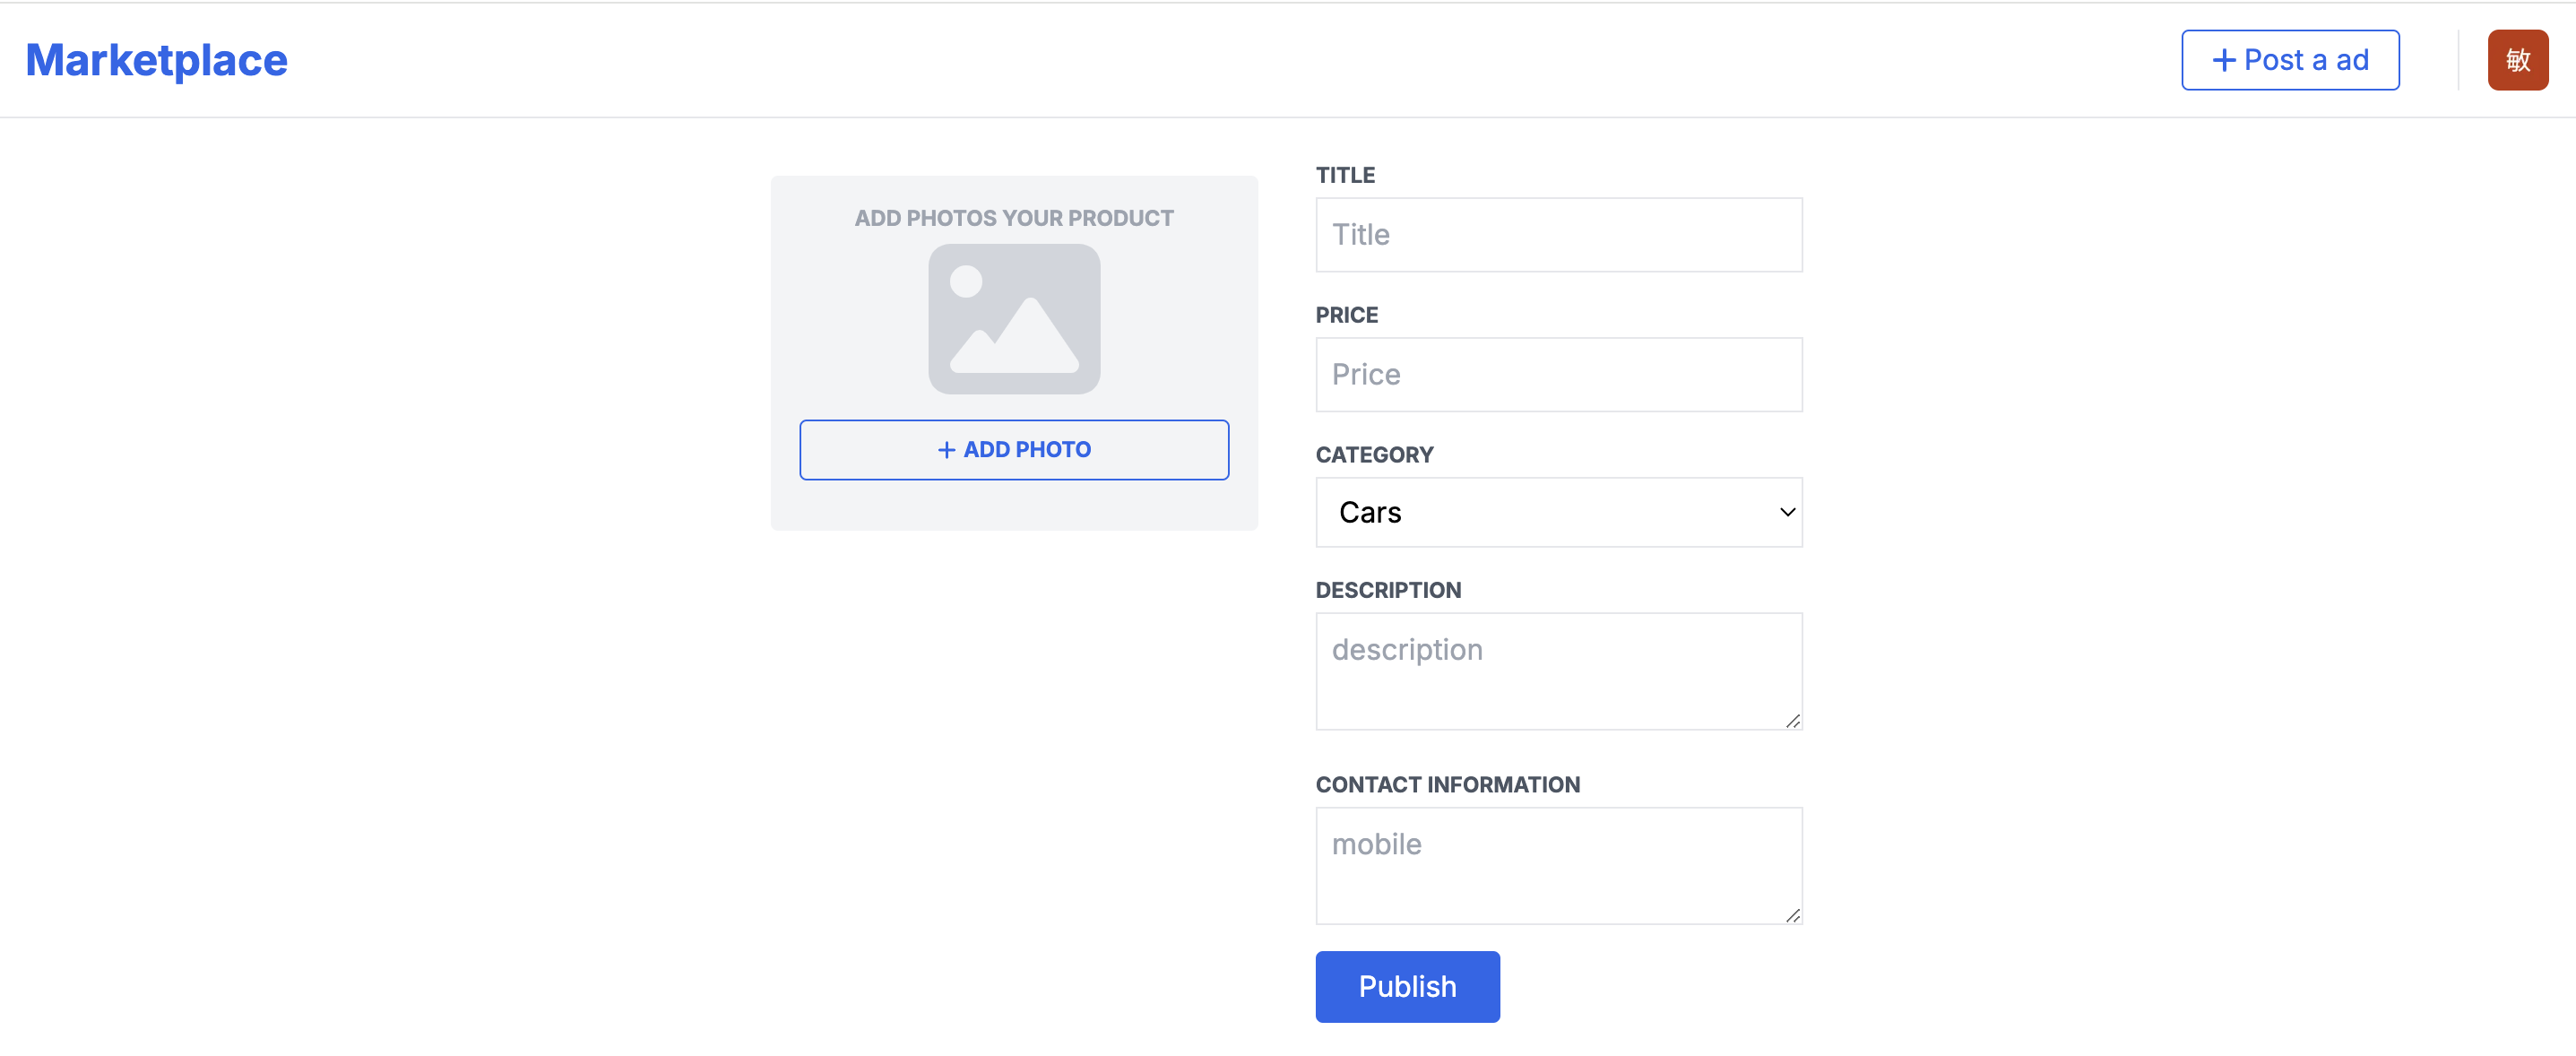 Marketplace
+ Post a ad
敏
ADD PHOTOS YOUR PRODUCT
+ ADD PHOTO
TITLE
Title
PRICE
Price
CATEGORY
Cars
DESCRIPTION
description
CONTACT INFORMATION
mobile
Publish